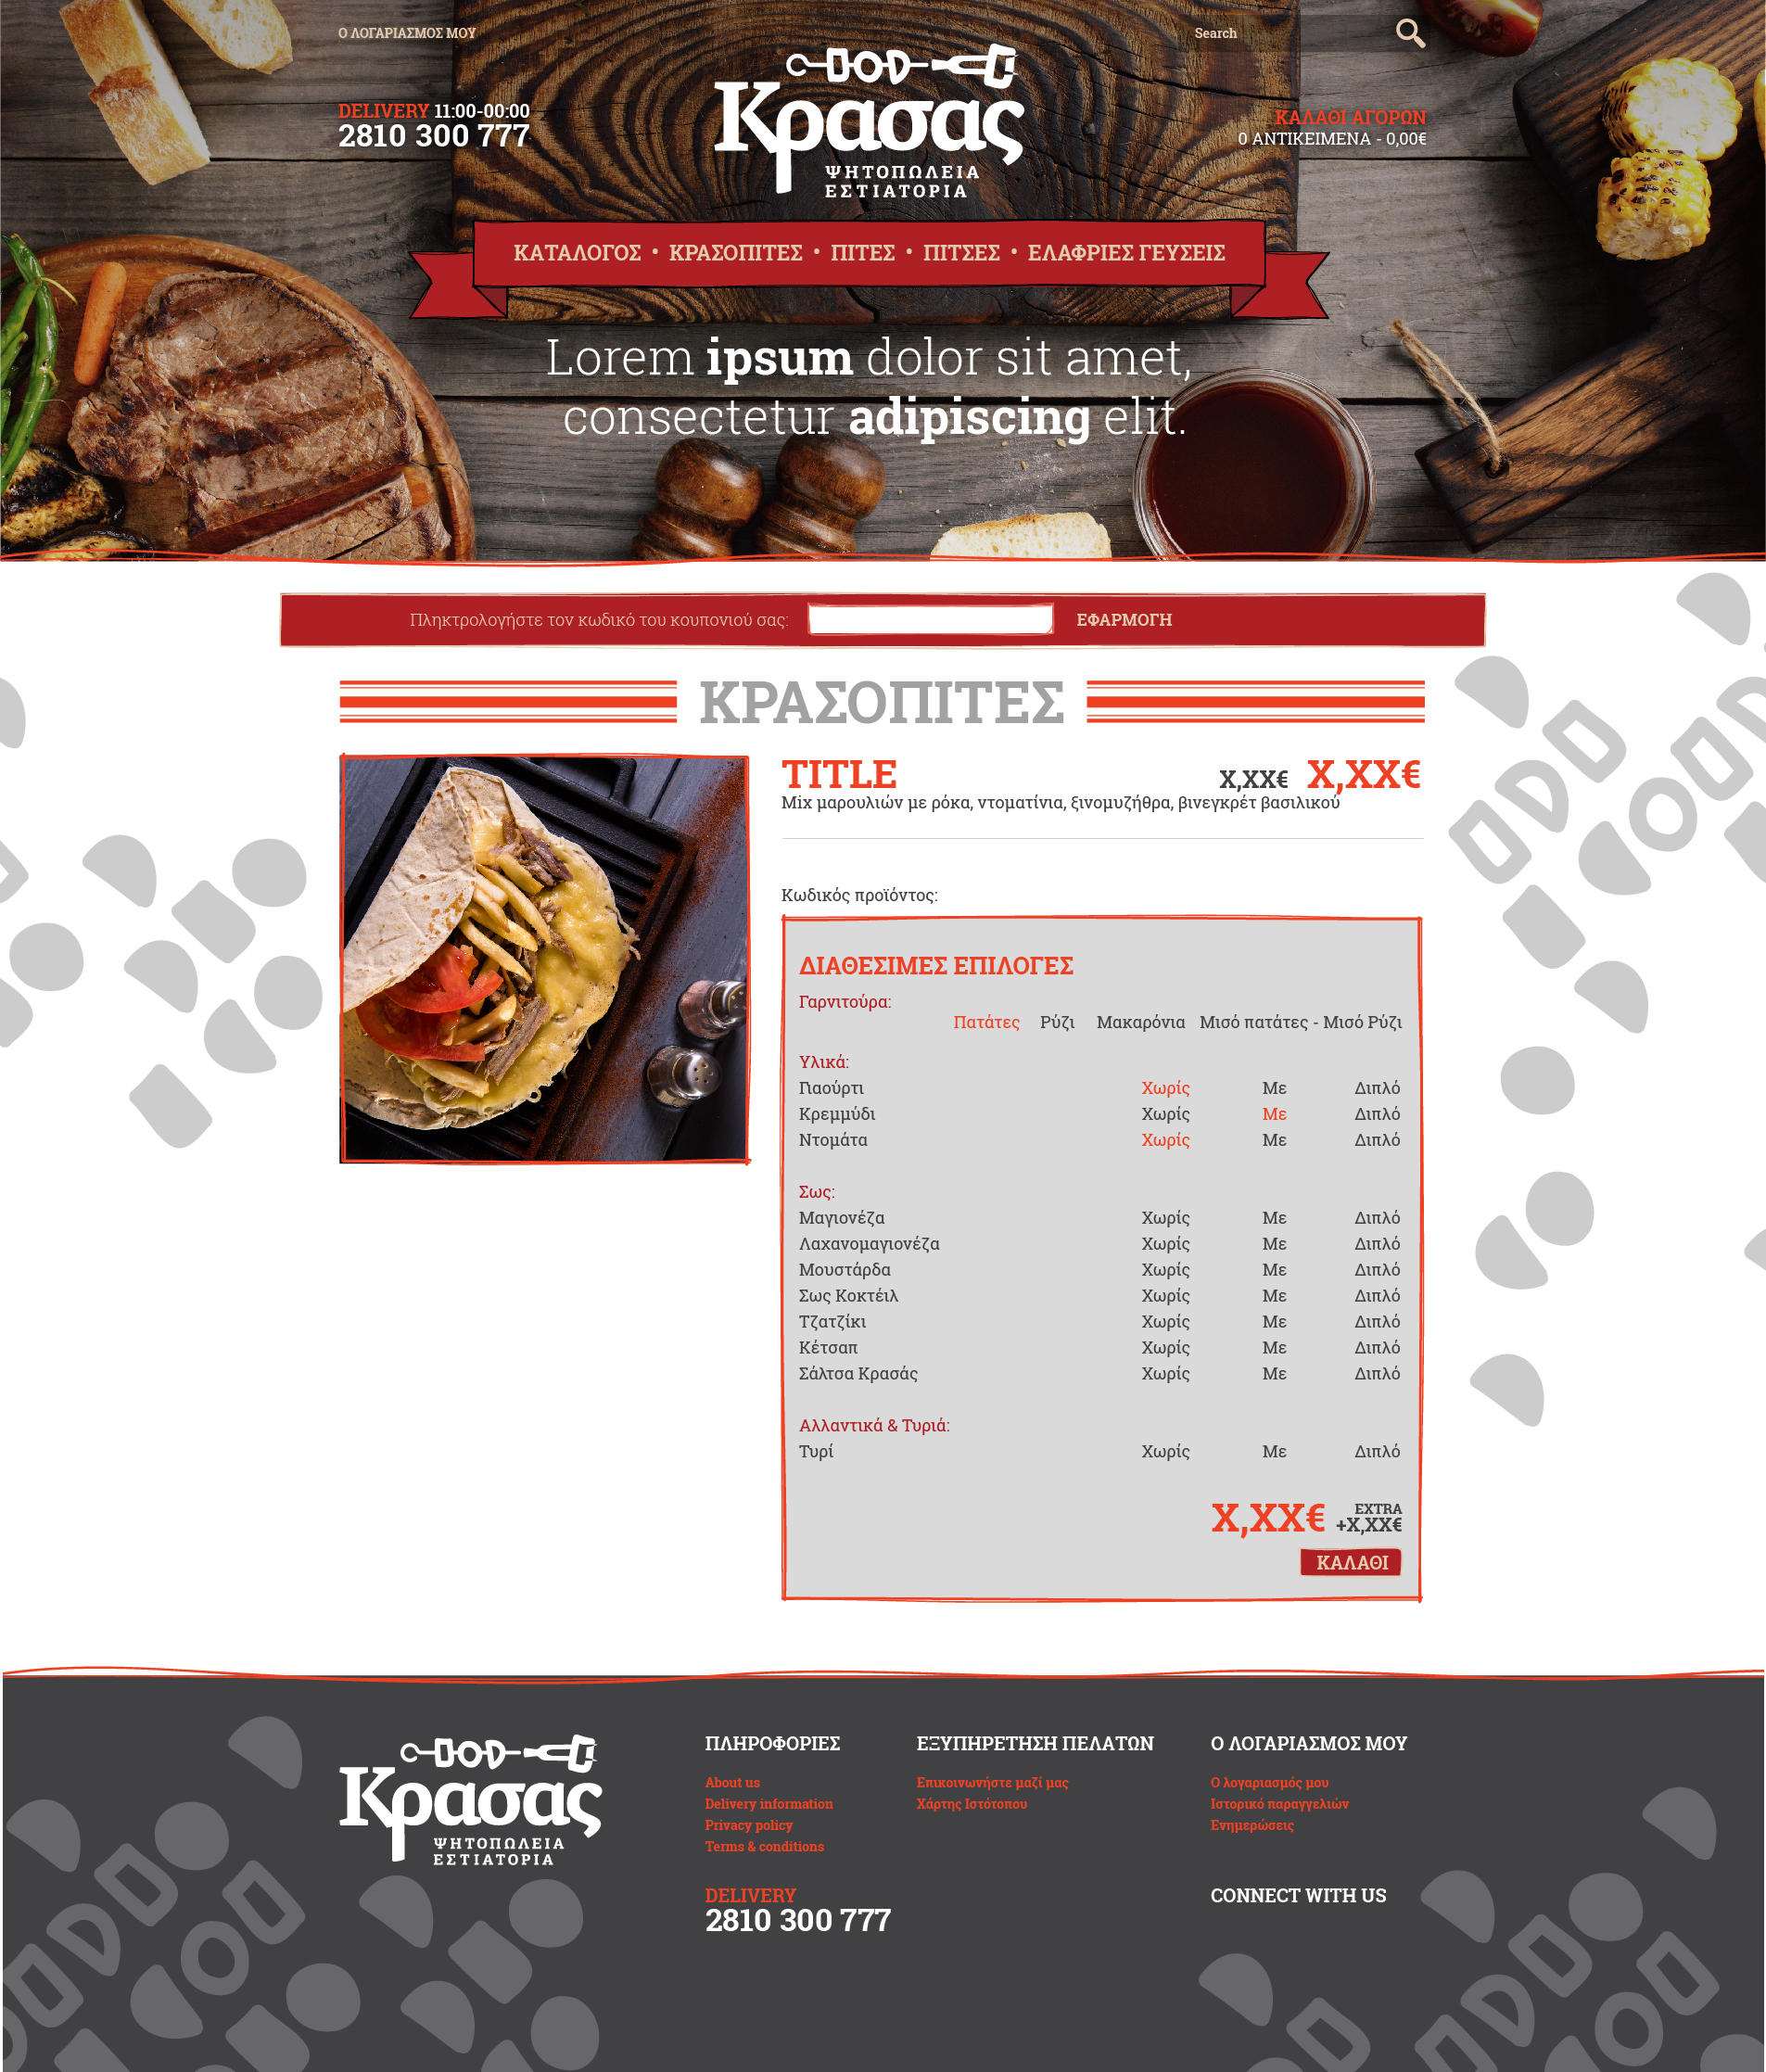 Ο ΛΟΓΑΡΙΑΣΜΟΣ ΜΟΥ
Search
DELIVERY 11:00-00:00
2810 300 777
Κρασας
ΨΗΤΟΠΩΛΕΙΑ
ΕΣΤΙΑΤΟΡΙΑ
ΚΑΛΑΘΙ ΑΓΟΡΩΝ
0 ΑΝΤΙΚΕΙΜΕΝΑ - 0,00€
ΚΑΤΑΛΟΓΟΣ • ΚΡΑΣΟΠΙΤΕΣ • ΠΙΤΕΣ • ΠΙΤΣΕΣ • ΕΛΑΦΡΙΕΣ ΓΕΥΣΕΙΣ
Lorem ipsum dolor sit amet,
consectetur adipiscing elit.
Πληκτρολογήστε τον κωδικό του κουπονιού σας:
ΕΦΑΡΜΟΓΗ
ΚΡΑΣΟΠΙΤΕΣ
TITLE X,XX€ X,XX€
Mix μαρουλιών με ρόκα, ντοματίνια, ξινομυζήθρα, βινεγκρέτ βασιλικού
Κωδικός προϊόντος:
ΔΙΑΘΕΣΙΜΕΣ ΕΠΙΛΟΓΕΣ
Γαρνιτούρα:
Πατάτες Ρύζι Μακαρόνια Μισό πατάτες - Μισό Ρύζι
Υλικά:
Γιαούρτι Χωρίς Με Διπλό
Κρεμμύδι Χωρίς Με Διπλό
Ντομάτα Χωρίς Με Διπλό
Σως:
Μαγιονέζα Χωρίς Με Διπλό
Λαχανομαγιονέζα Χωρίς Με Διπλό
Μουστάρδα Χωρίς Με Διπλό
Σως Κοκτέιλ Χωρίς Με Διπλό
Τζατζίκι Χωρίς Με Διπλό
Κέτσαπ Χωρίς Με Διπλό
Σάλτσα Κρασάς Χωρίς Με Διπλό
Αλλαντικά & Τυριά:
Τυρί Χωρίς Με Διπλό
X,XX€ EXTRA
+X,XX€
ΚΑΛΑΘΙ
Κρασας
ΨΗΤΟΠΩΛΕΙΑ
ΕΣΤΙΑΤΟΡΙΑ
ΠΛΗΡΟΦΟΡΙΕΣ
About us
Delivery information
Privacy policy
Terms & conditions
ΕΞΥΠΗΡΕΤΗΣΗ ΠΕΛΑΤΩΝ
Επικοινωνήστε μαζί μας
Χάρτης Ιστότοπου
Ο ΛΟΓΑΡΙΑΣΜΟΣ ΜΟΥ
Ο λογαριασμός μου
Ιστορικό παραγγελιών
Ενημερώσεις
DELIVERY
2810 300 777
CONNECT WITH US